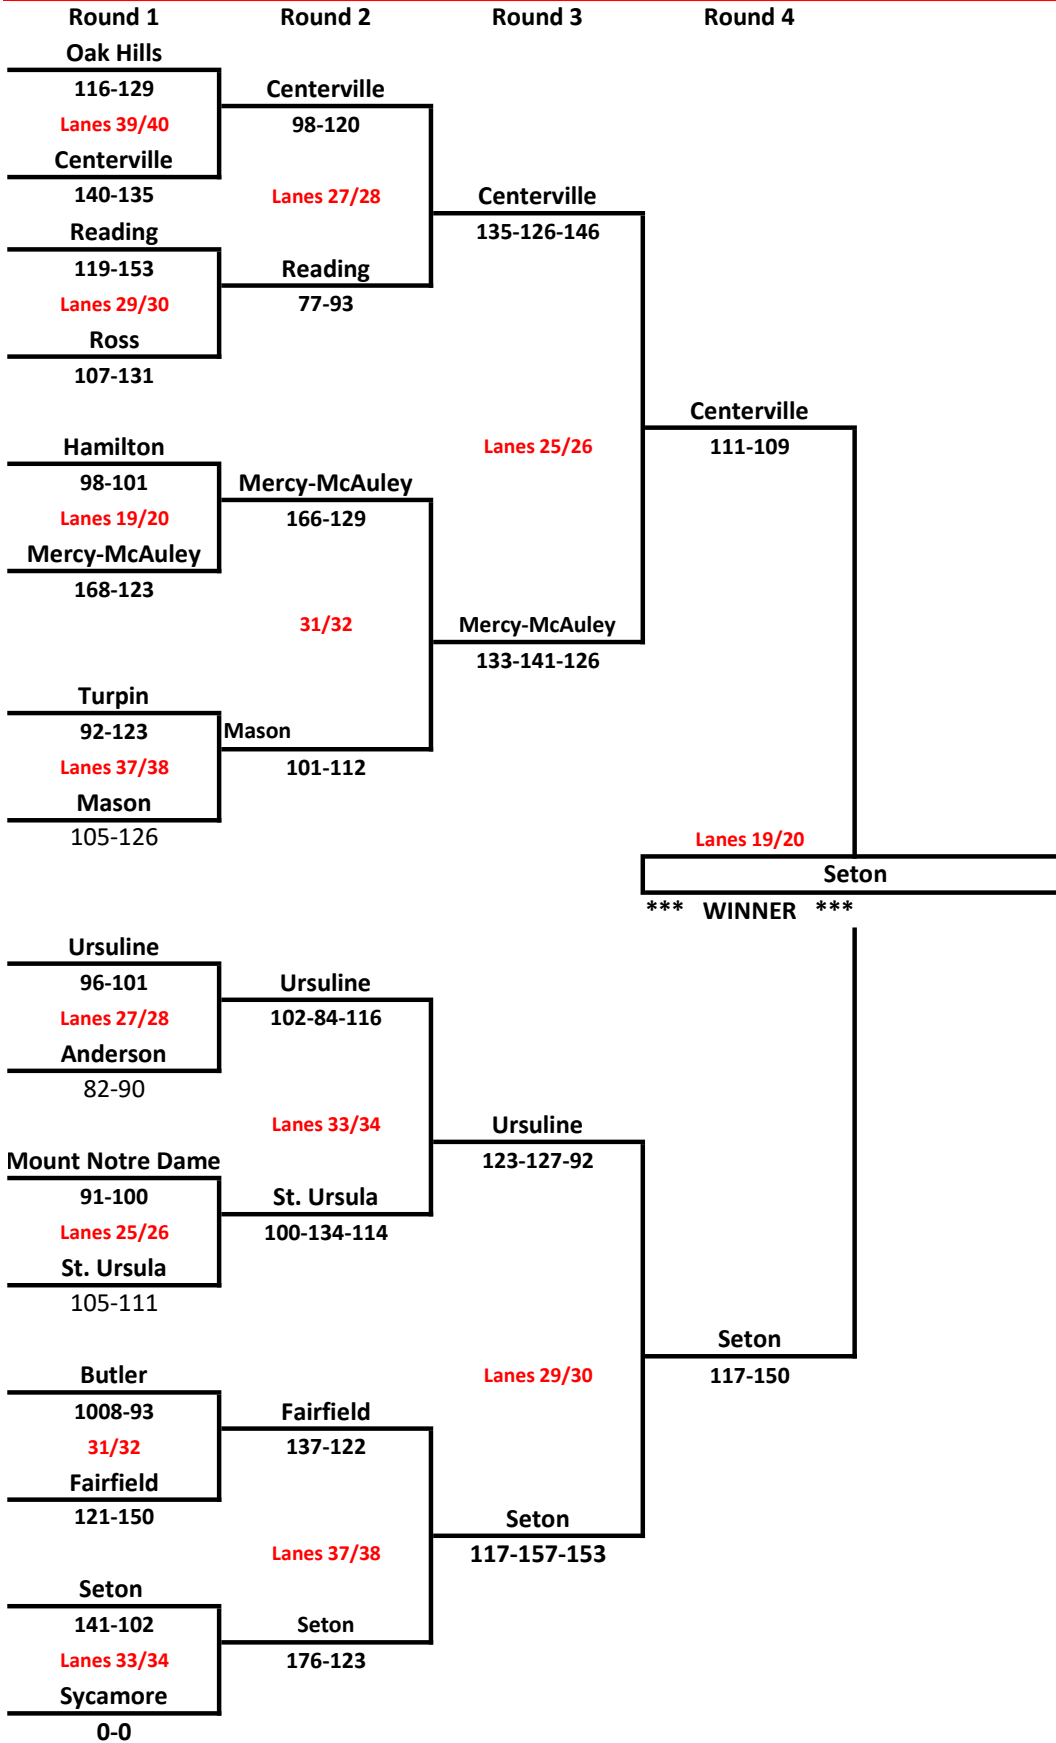 Round 1 Round 2 Round 3 Round 4
Oak Hills
116-129 Centerville
Lanes 39/40 98-120
Centerville
140-135 Lanes 27/28 Centerville
Reading 135-126-146
119-153 Reading
Lanes 29/30 77-93
Ross
107-131
Centerville
Hamilton Lanes 25/26 111-109
98-101 Mercy-McAuley
Lanes 19/20 166-129
Mercy-McAuley
168-123
31/32 Mercy-McAuley
133-141-126
Turpin
92-123 Mason
Lanes 37/38 101-112
Mason
105-126 Lanes 19/20
Seton
*** WINNER ***
Ursuline
96-101 Ursuline
Lanes 27/28 102-84-116
Anderson
82-90
Lanes 33/34 Ursuline
Mount Notre Dame 123-127-92
91-100 St. Ursula
Lanes 25/26 100-134-114
St. Ursula
105-111
Seton
Butler Lanes 29/30 117-150
1008-93 Fairfield
31/32 137-122
Fairfield
121-150 Seton
Lanes 37/38 117-157-153
Seton
141-102 Seton
Lanes 33/34 176-123
Sycamore
0-0